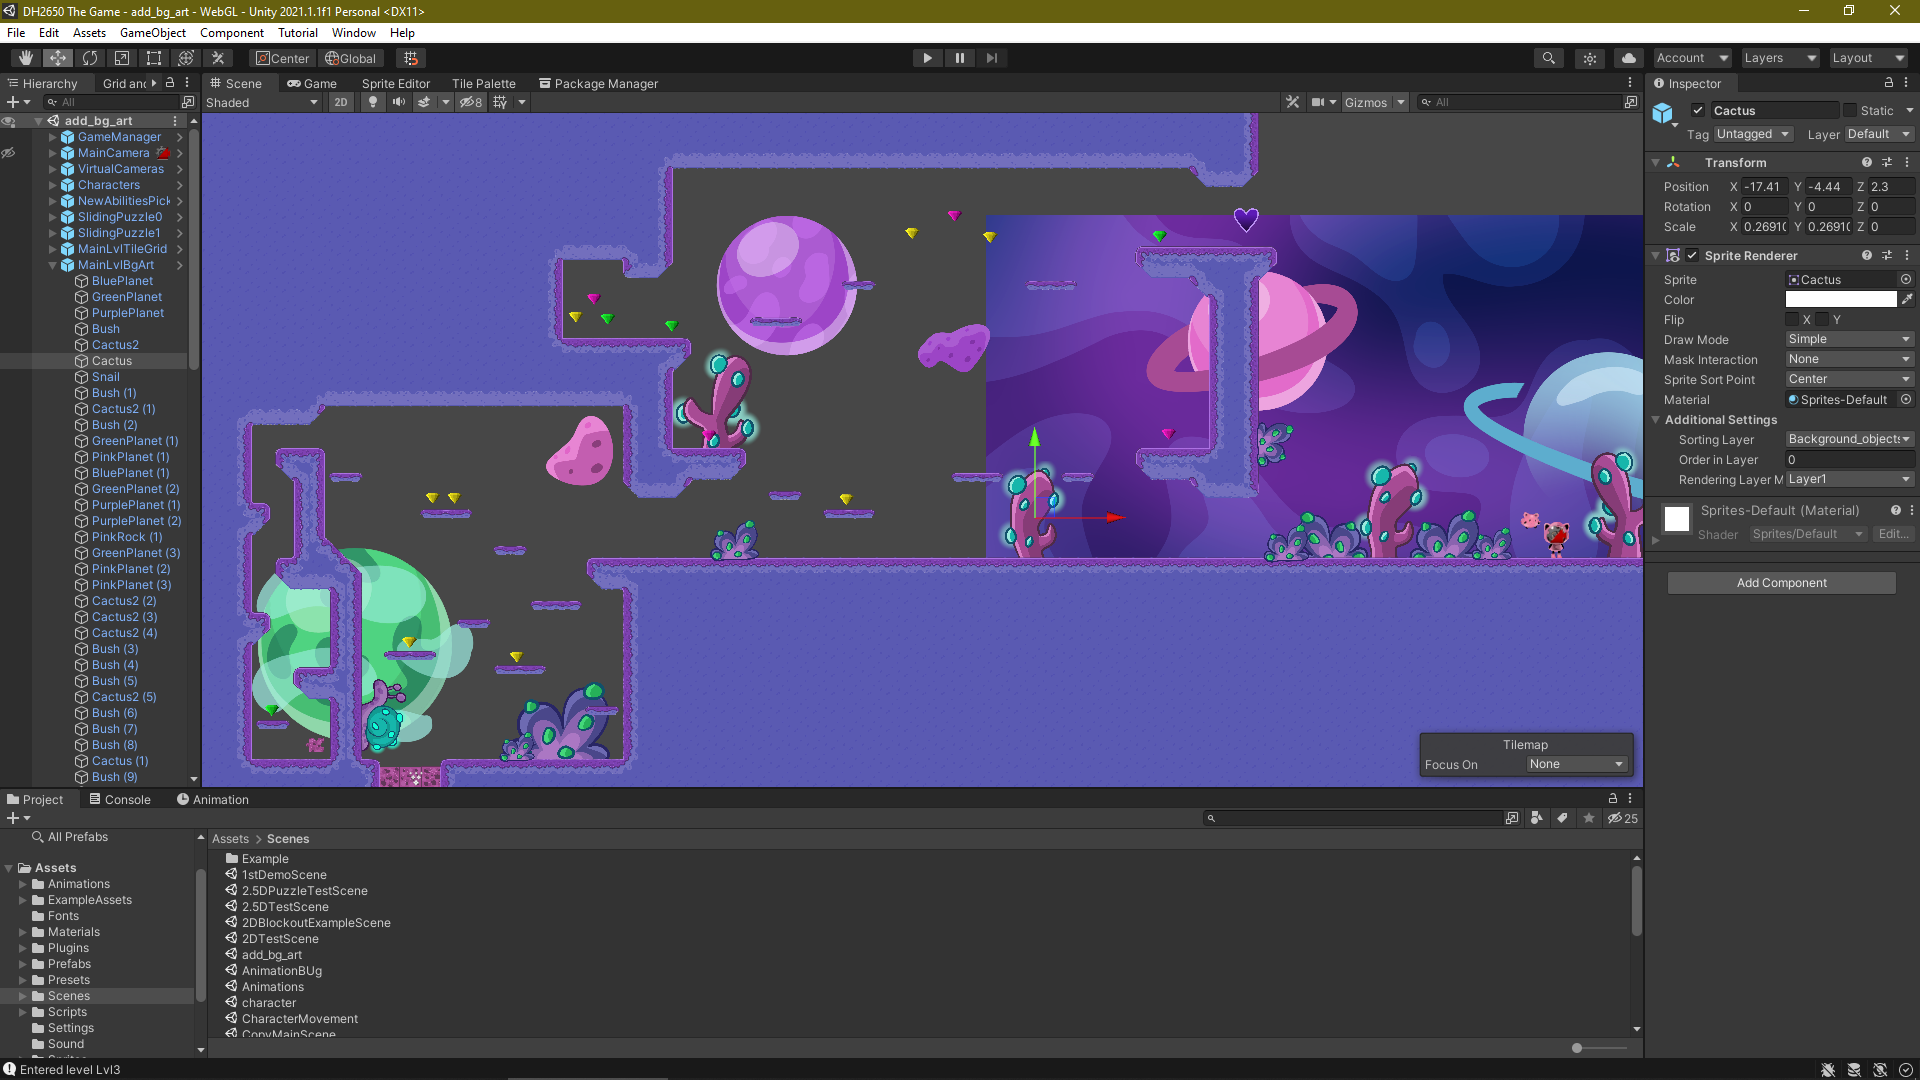 DH2650 The Game - add_bg_art - WebGL - Unity 2021.1.1f1 Personal <DX11>
File Edit Assets GameObject Component Tutorial Window Help
Center Global Account Layers Layout
Hierarchy Grid an Scene Game Sprite Editor Tile Palette Package Manager Inspector
All Shaded 2D 8 Gizmos All
add_bg_art
GameManager
MainCamera
VirtualCameras
Characters
NewAbilitiesPick
SlidingPuzzle0
SlidingPuzzle1
MainLvlTileGrid
MainLvlBgArt
BluePlanet
GreenPlanet
PurplePlanet
Bush
Cactus2
Cactus
Snail
Bush (1)
Cactus2 (1)
Bush (2)
GreenPlanet (1)
PinkPlanet (1)
BluePlanet (1)
GreenPlanet (2)
PurplePlanet (1)
PurplePlanet (2)
PinkRock (1)
GreenPlanet (3)
PinkPlanet (2)
PinkPlanet (3)
Cactus2 (2)
Cactus2 (3)
Cactus2 (4)
Bush (3)
Bush (4)
Bush (5)
Cactus2 (5)
Bush (6)
Bush (7)
Bush (8)
Cactus (1)
Bush (9)
Tilemap
Focus On None
Cactus Static
Tag Untagged Layer Default
Transform
Position X -17.41 Y -4.44 Z 2.3
Rotation X 0 Y 0 Z 0
Scale X 0.2691 Y 0.2691 Z 0
Sprite Renderer
Sprite Cactus
Color
Flip X Y
Draw Mode Simple
Mask Interaction None
Sprite Sort Point Center
Material Sprites-Default
Additional Settings
Sorting Layer Background_objects
Order in Layer 0
Rendering Layer M Layer1
Sprites-Default (Material)
Shader Sprites/Default Edit...
Add Component
Project Console Animation
25
All Prefabs
Assets
Animations
ExampleAssets
Fonts
Materials
Plugins
Prefabs
Presets
Scenes
Scripts
Settings
Sound
Assets > Scenes
Example
1stDemoScene
2.5DPuzzleTestScene
2.5DTestScene
2DBlockoutExampleScene
2DTestScene
add_bg_art
AnimationBUg
Animations
character
CharacterMovement
CopyMainScene
Entered level Lvl3